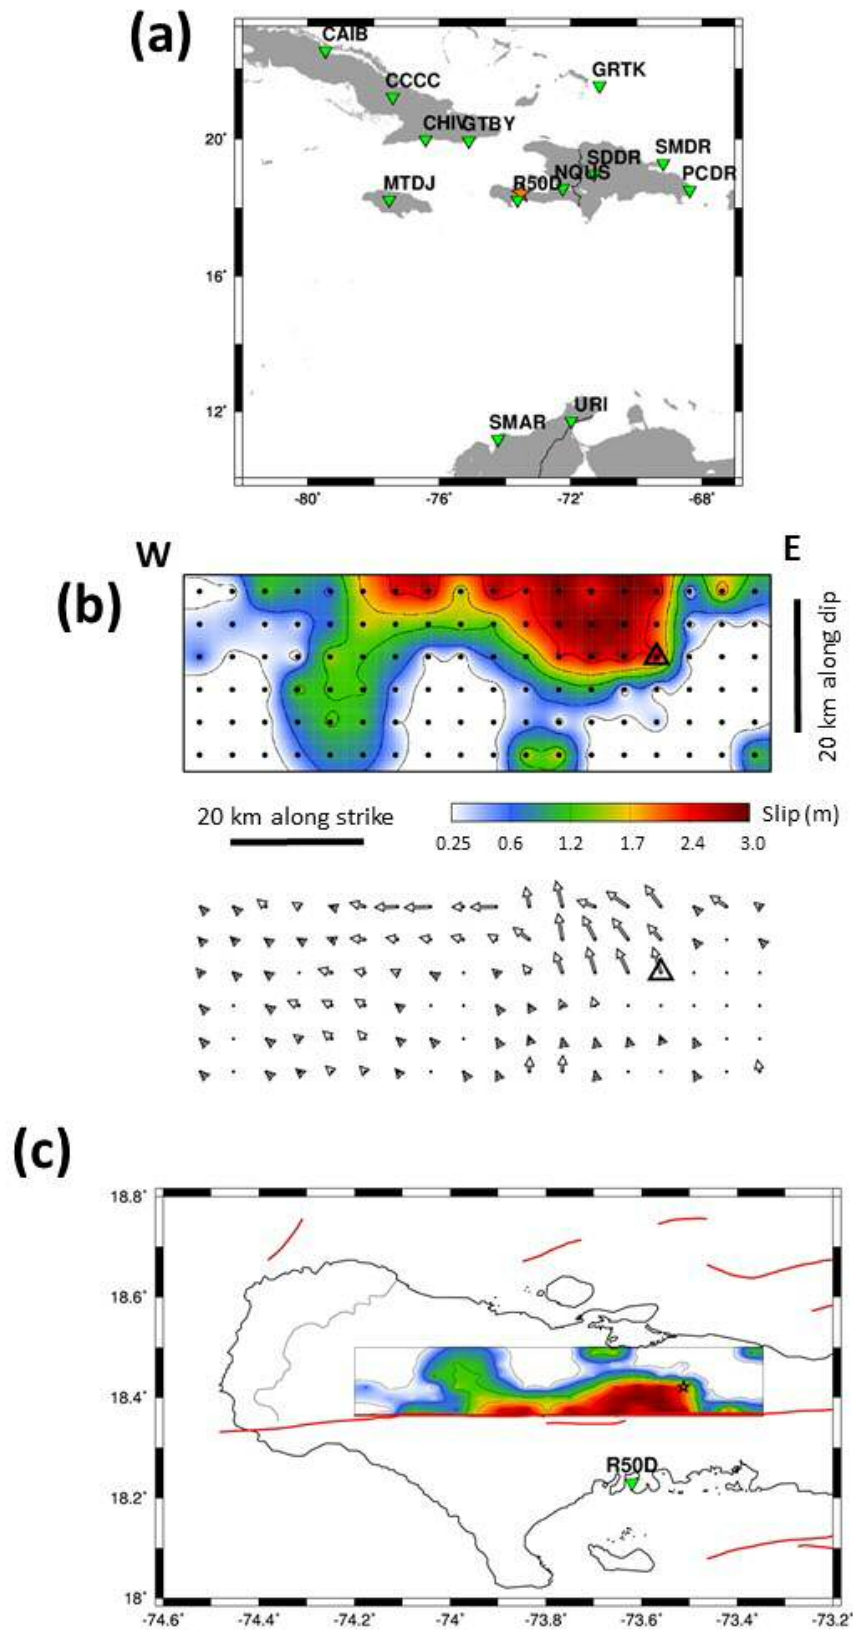 (a)
CAIB
CCCC
GRTK
CHIV
GTBY
20°
SMDR
SDDR
NQUS
PCDR
MTDJ
R50D
16°
12°
URI
SMAR
-80° -76° -72° -68°
W E
(b)
20 km along dip
20 km along strike
Slip (m)
0.25 0.6 1.2 1.7 2.4 3.0
(c)
18.8°
18.6°
18.4°
R50D
18.2°
18°
-74.6° -74.4° -74.2° -74° -73.8° -73.6° -73.4° -73.2°